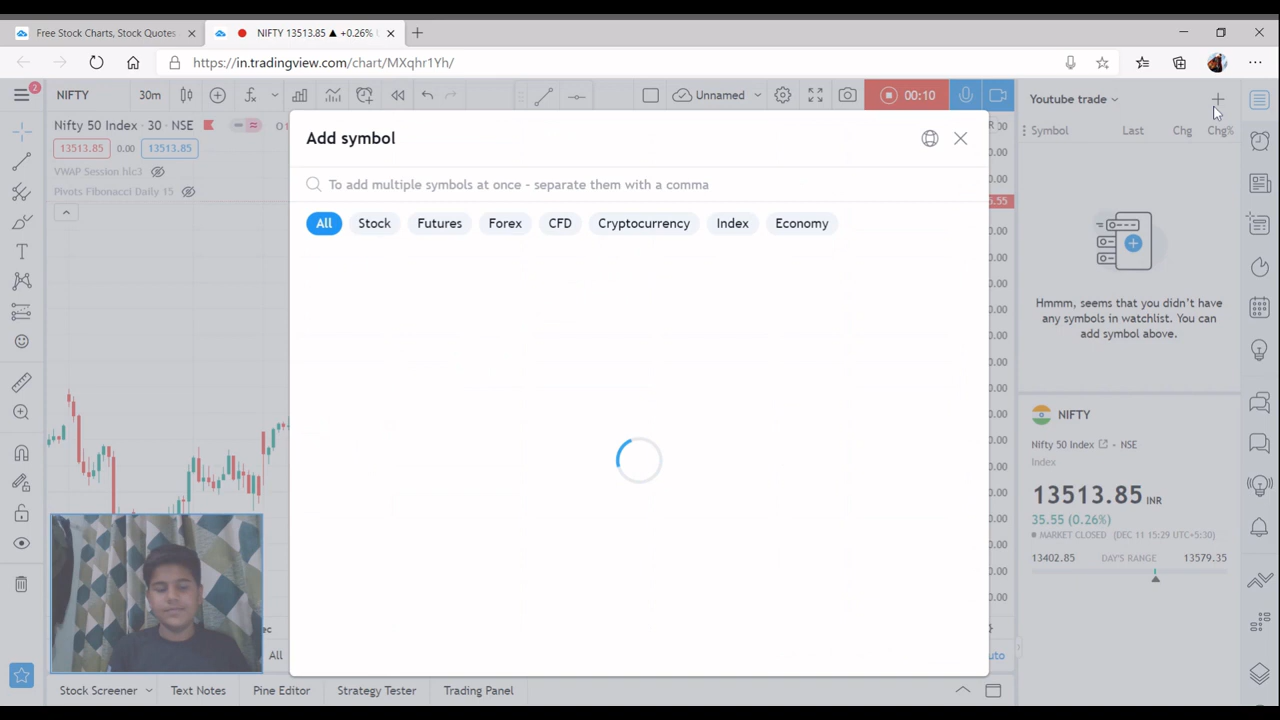 Free Stock Charts, Stock Quotes
NIFTY 13513.85 ▲ +0.26%
https://in.tradingview.com/chart/MXqhr1Yh/
2
NIFTY
30m
Unnamed
00:10
Youtube trade
Nifty 50 Index · 30 · NSE
Symbol Last Chg Chg%
13513.85 0.00 13513.85
VWAP Session hlc3
Pivots Fibonacci Daily 15
Add symbol
To add multiple symbols at once - separate them with a comma
All Stock Futures Forex CFD Cryptocurrency Index Economy
Hmmm, seems that you didn't have
any symbols in watchlist. You can
add symbol above.
NIFTY
Nifty 50 Index · NSE
Index
13513.85 INR
35.55 (0.26%)
MARKET CLOSED (DEC 11 15:29 UTC+5:30)
13402.85 DAY'S RANGE 13579.35
All
Stock Screener Text Notes Pine Editor Strategy Tester Trading Panel